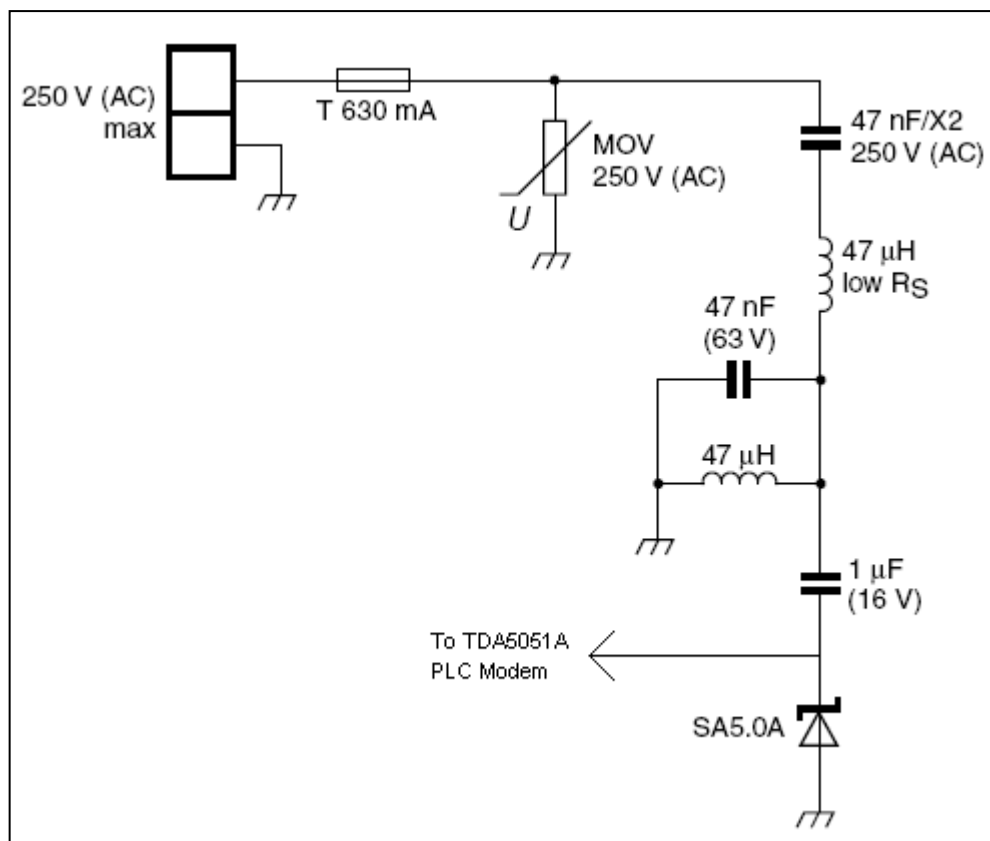 250 V (AC)
max
T 630 mA
MOV
250 V (AC)
U
47 nF/X2
250 V (AC)
47 μH
low RS
47 nF
(63 V)
47 μH
1 μF
(16 V)
To TDA5051A
PLC Modem
SA5.0A